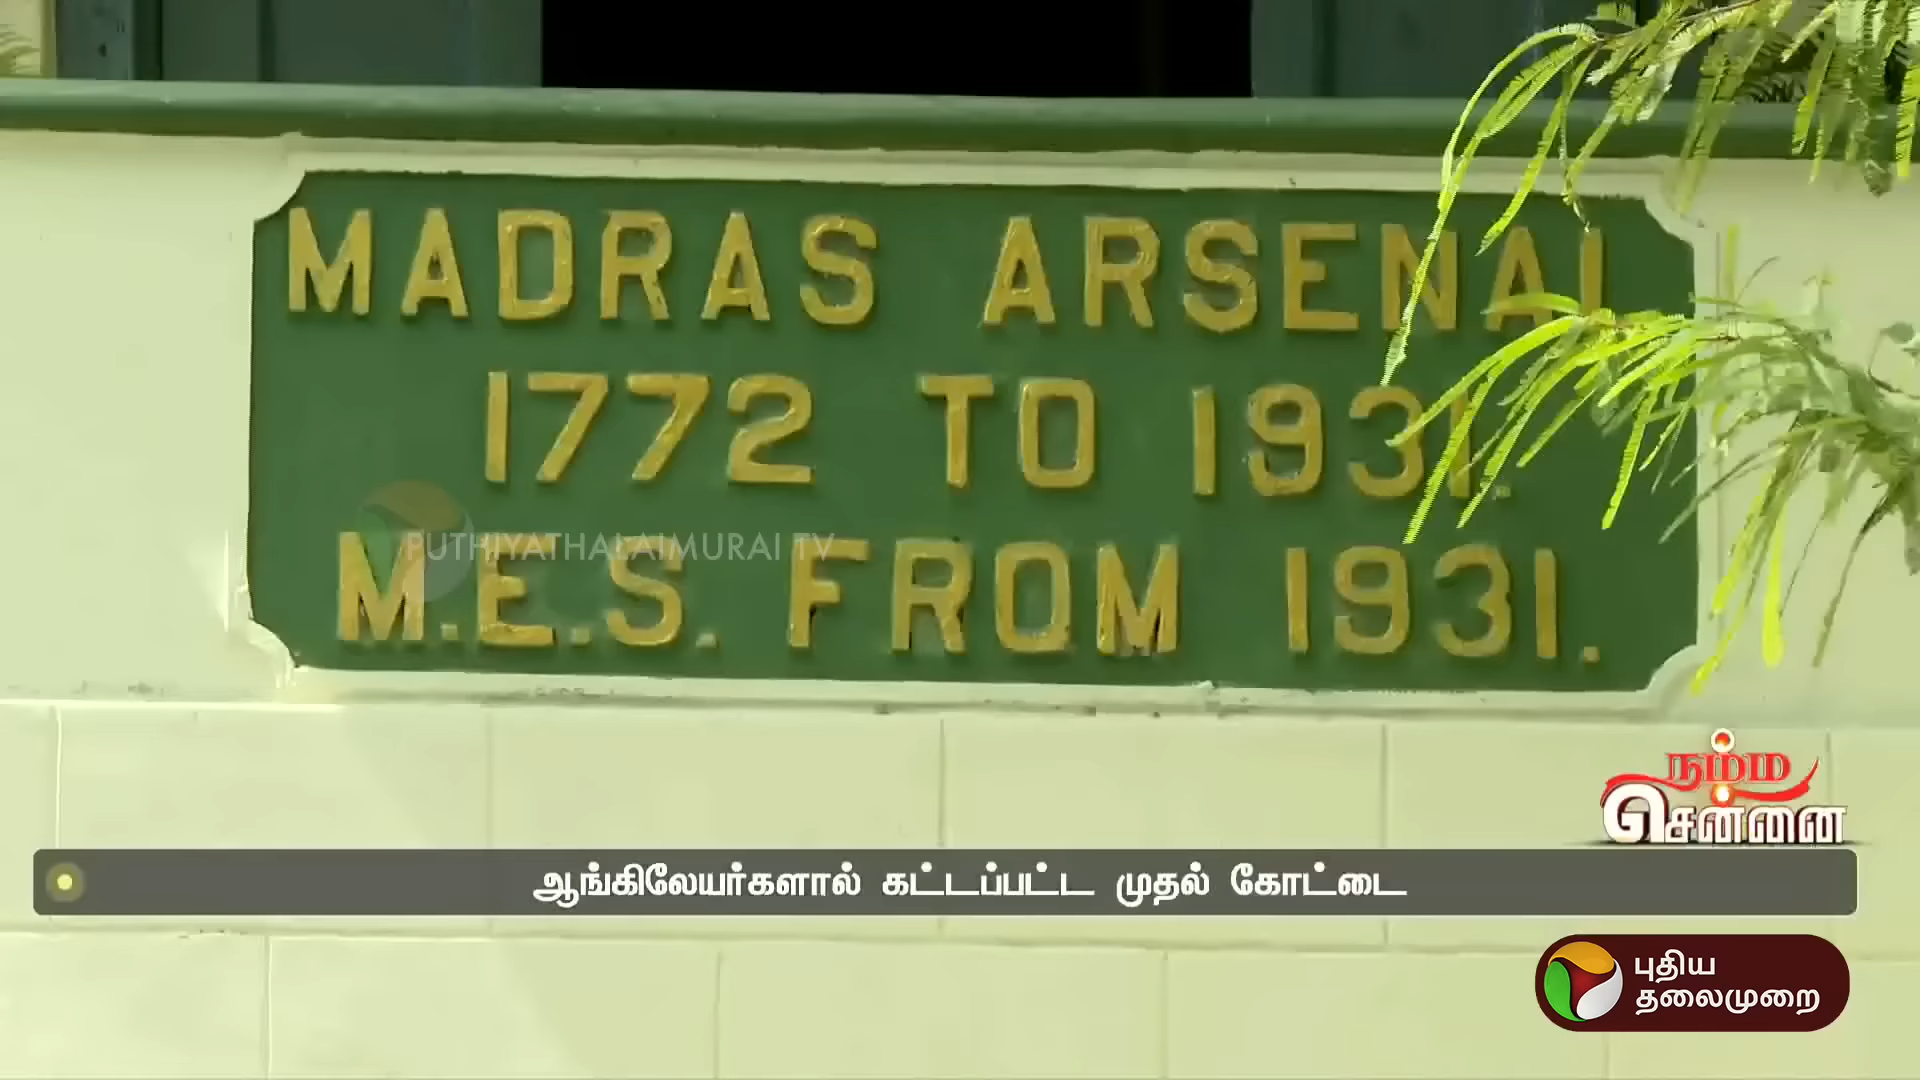 MADRAS ARSENAL
1772 TO 1931.
M.E.S. FROM 1931.
PUTHIYATHALAIMURAI TV
நம்ம
சென்னை
ஆங்கிலேயர்களால் கட்டப்பட்ட முதல் கோட்டை
புதிய
தலைமுறை